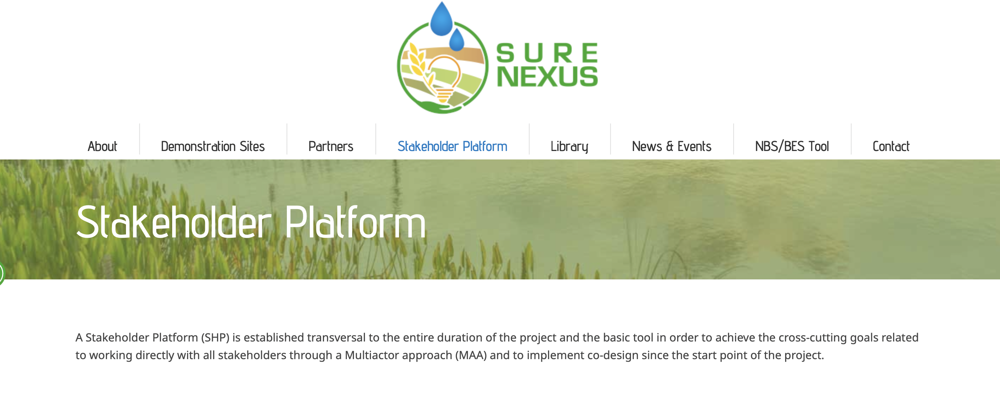 SURE
NEXUS
About
Demonstration Sites
Partners
Stakeholder Platform
Library
News & Events
NBS/BES Tool
Contact
Stakeholder Platform
A Stakeholder Platform (SHP) is established transversal to the entire duration of the project and the basic tool in order to achieve the cross-cutting goals related
to working directly with all stakeholders through a Multiactor approach (MAA) and to implement co-design since the start point of the project.